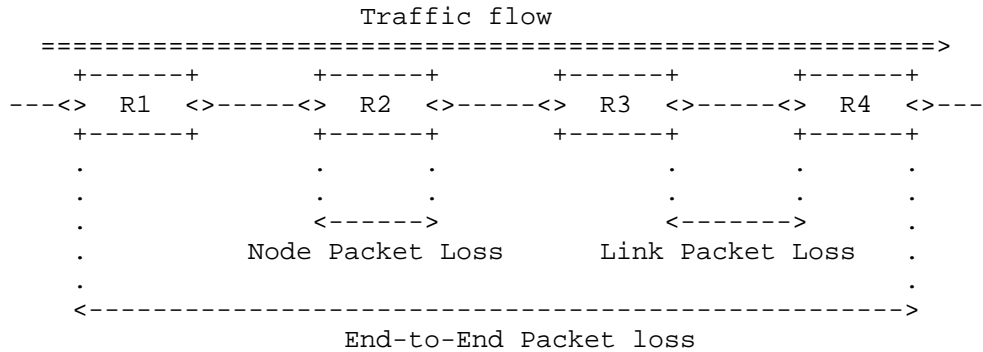 Traffic flow
========================================================>
+------+ +------+ +------+ +------+
---<> R1 <>-----<> R2 <>-----<> R3 <>-----<> R4 <>---
+------+ +------+ +------+ +------+
. . . . . .
. . . . . .
. <------> <-------> .
. Node Packet Loss Link Packet Loss .
. .
<--------------------------------------------------->
End-to-End Packet loss